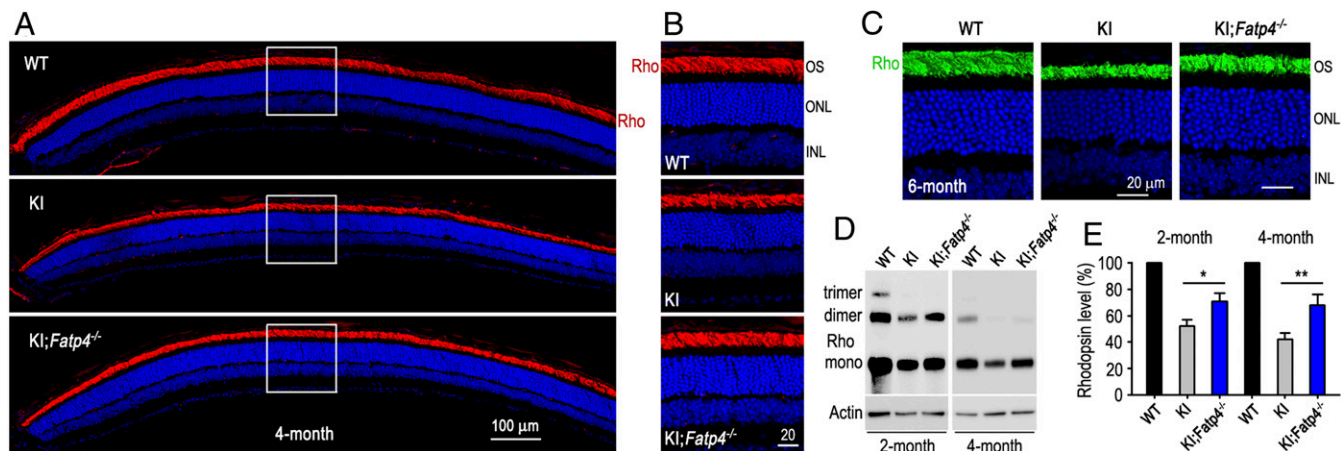 A
WT
Rho
KI
KI;Fatp4-/-
4-month
100 µm
B
Rho
OS
ONL
INL
WT
KI
KI;Fatp4-/-
20
C
WT
KI
KI;Fatp4-/-
Rho
OS
ONL
INL
6-month
20 µm
D
WT
KI
KI;Fatp4-/-
WT
KI
KI;Fatp4-/-
trimer
dimer
Rho
mono
Actin
2-month
4-month
E
2-month
4-month
Rhodopsin level (%)
100
80
60
40
20
0
*
**
WT
KI
KI;Fatp4-/-
WT
KI
KI;Fatp4-/-